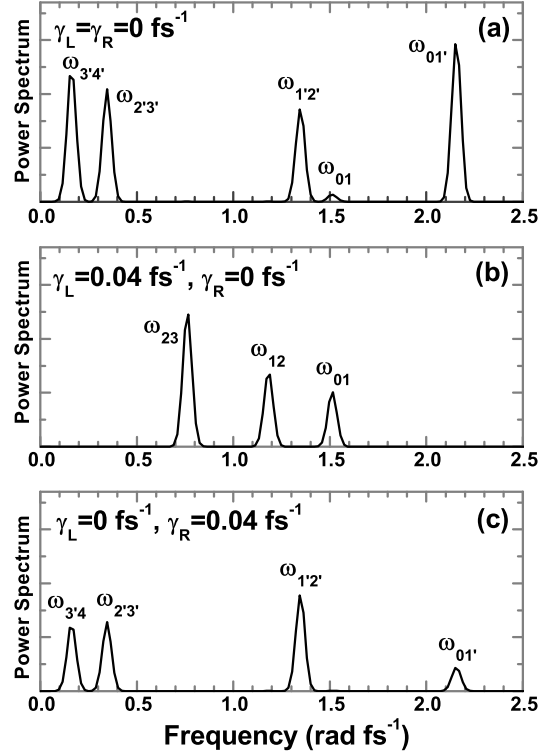 γL=γR=0 fs-1
(a)
ω3'4'
ω2'3'
ω1'2'
ω01
ω01'
Power Spectrum
0.0 0.5 1.0 1.5 2.0 2.5
γL=0.04 fs-1, γR=0 fs-1
(b)
ω23
ω12
ω01
Power Spectrum
0.0 0.5 1.0 1.5 2.0 2.5
γL=0 fs-1, γR=0.04 fs-1
(c)
ω3'4
ω2'3'
ω1'2'
ω01'
Power Spectrum
0.0 0.5 1.0 1.5 2.0 2.5
Frequency (rad fs-1)